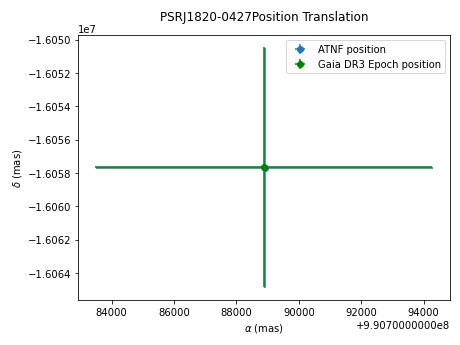 PSRJ1820-0427Position Translation
1e7
ATNF position
Gaia DR3 Epoch position
−1.6050
−1.6052
−1.6054
−1.6056
−1.6058
−1.6060
−1.6062
−1.6064
δ (mas)
84000 86000 88000 90000 92000 94000
+9.9070000000e8
α (mas)